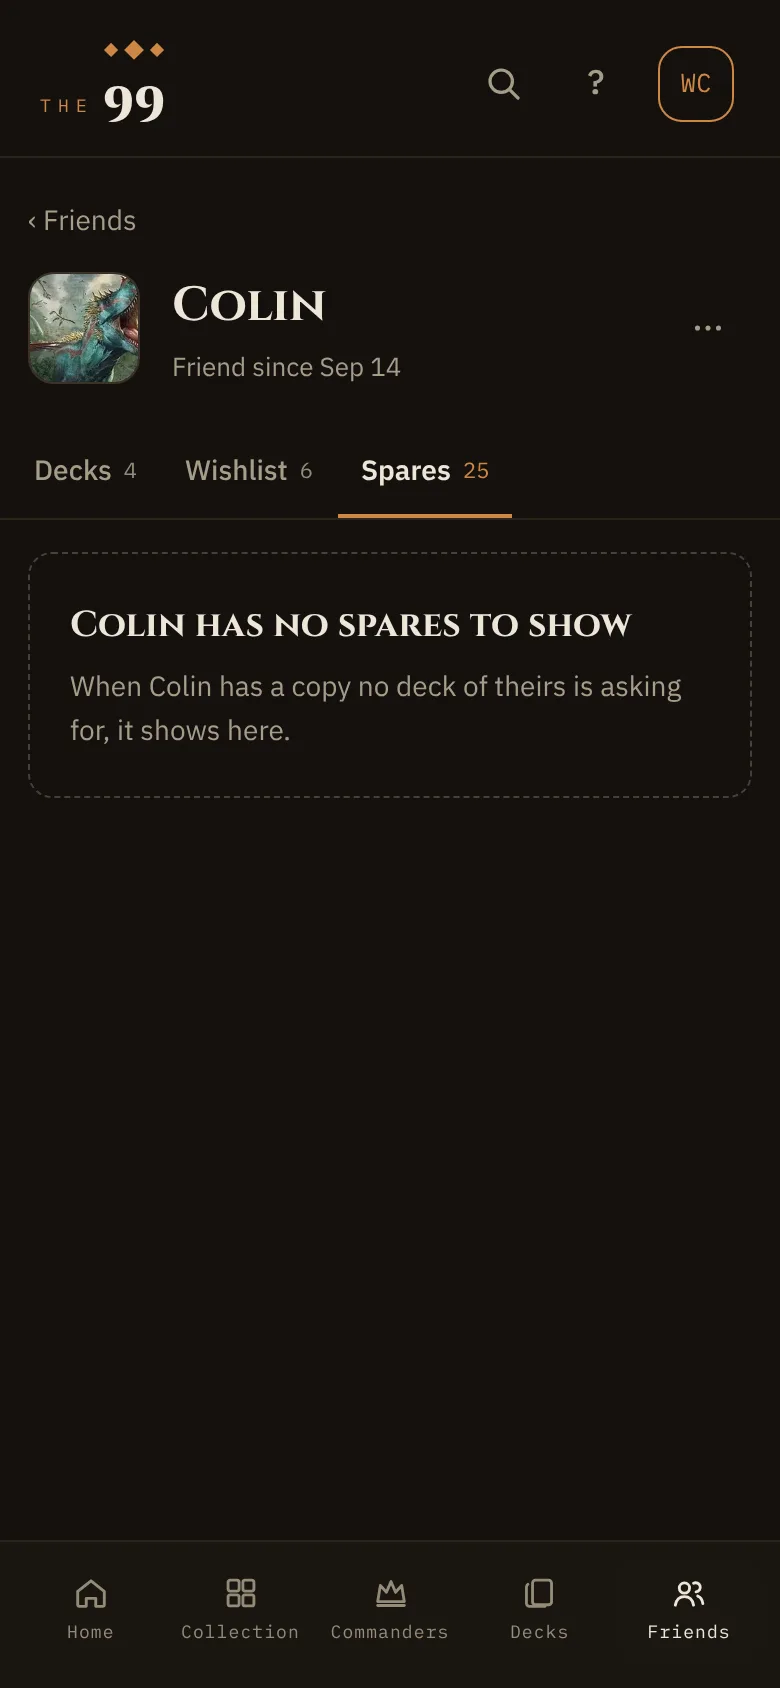 THE 99
?
WC
‹ Friends
Colin
Friend since Sep 14
...
Decks 4 Wishlist 6 Spares 25
Colin has no spares to show
When Colin has a copy no deck of theirs is asking
for, it shows here.
Home Collection Commanders Decks Friends